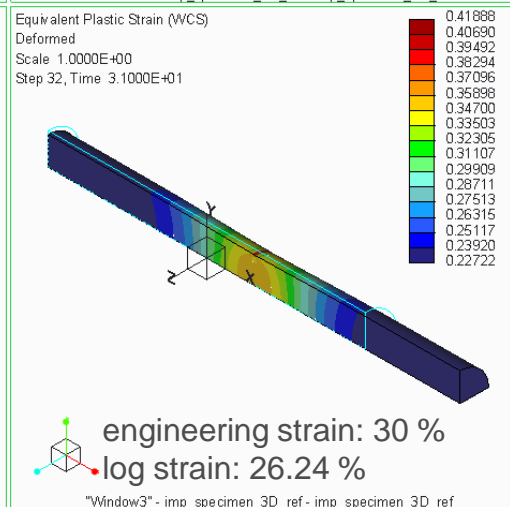 Equivalent Plastic Strain (WCS)
Deformed
Scale 1.0000E+00
Step 32, Time 3.1000E+01
0.41888
0.40690
0.39492
0.38294
0.37096
0.35898
0.34700
0.33503
0.32305
0.31107
0.29909
0.28711
0.27513
0.26315
0.25117
0.23920
0.22722
Y
Z
X
engineering strain: 30 %
log strain: 26.24 %
"Window3" - imp_specimen_3D_ref - imp_specimen_3D_ref